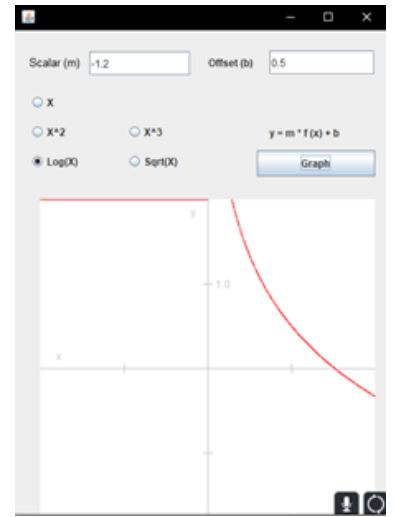 Scalar (m) -1.2 Offset (b) 0.5
X
X^2 X^3 y = m * f (x) + b
Log(X) Sqrt(X) Graph
Y
1.0
X